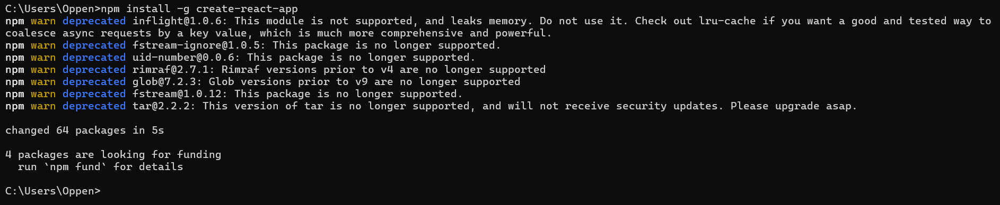 C:\Users\Oppen>npm install -g create-react-app
npm warn deprecated inflight@1.0.6: This module is not supported, and leaks memory. Do not use it. Check out lru-cache if you want a good and tested way to
coalesce async requests by a key value, which is much more comprehensive and powerful.
npm warn deprecated fstream-ignore@1.0.5: This package is no longer supported.
npm warn deprecated uid-number@0.0.6: This package is no longer supported.
npm warn deprecated rimraf@2.7.1: Rimraf versions prior to v4 are no longer supported
npm warn deprecated glob@7.2.3: Glob versions prior to v9 are no longer supported
npm warn deprecated fstream@1.0.12: This package is no longer supported.
npm warn deprecated tar@2.2.2: This version of tar is no longer supported, and will not receive security updates. Please upgrade asap.
changed 64 packages in 5s
4 packages are looking for funding
run `npm fund` for details
C:\Users\Oppen>